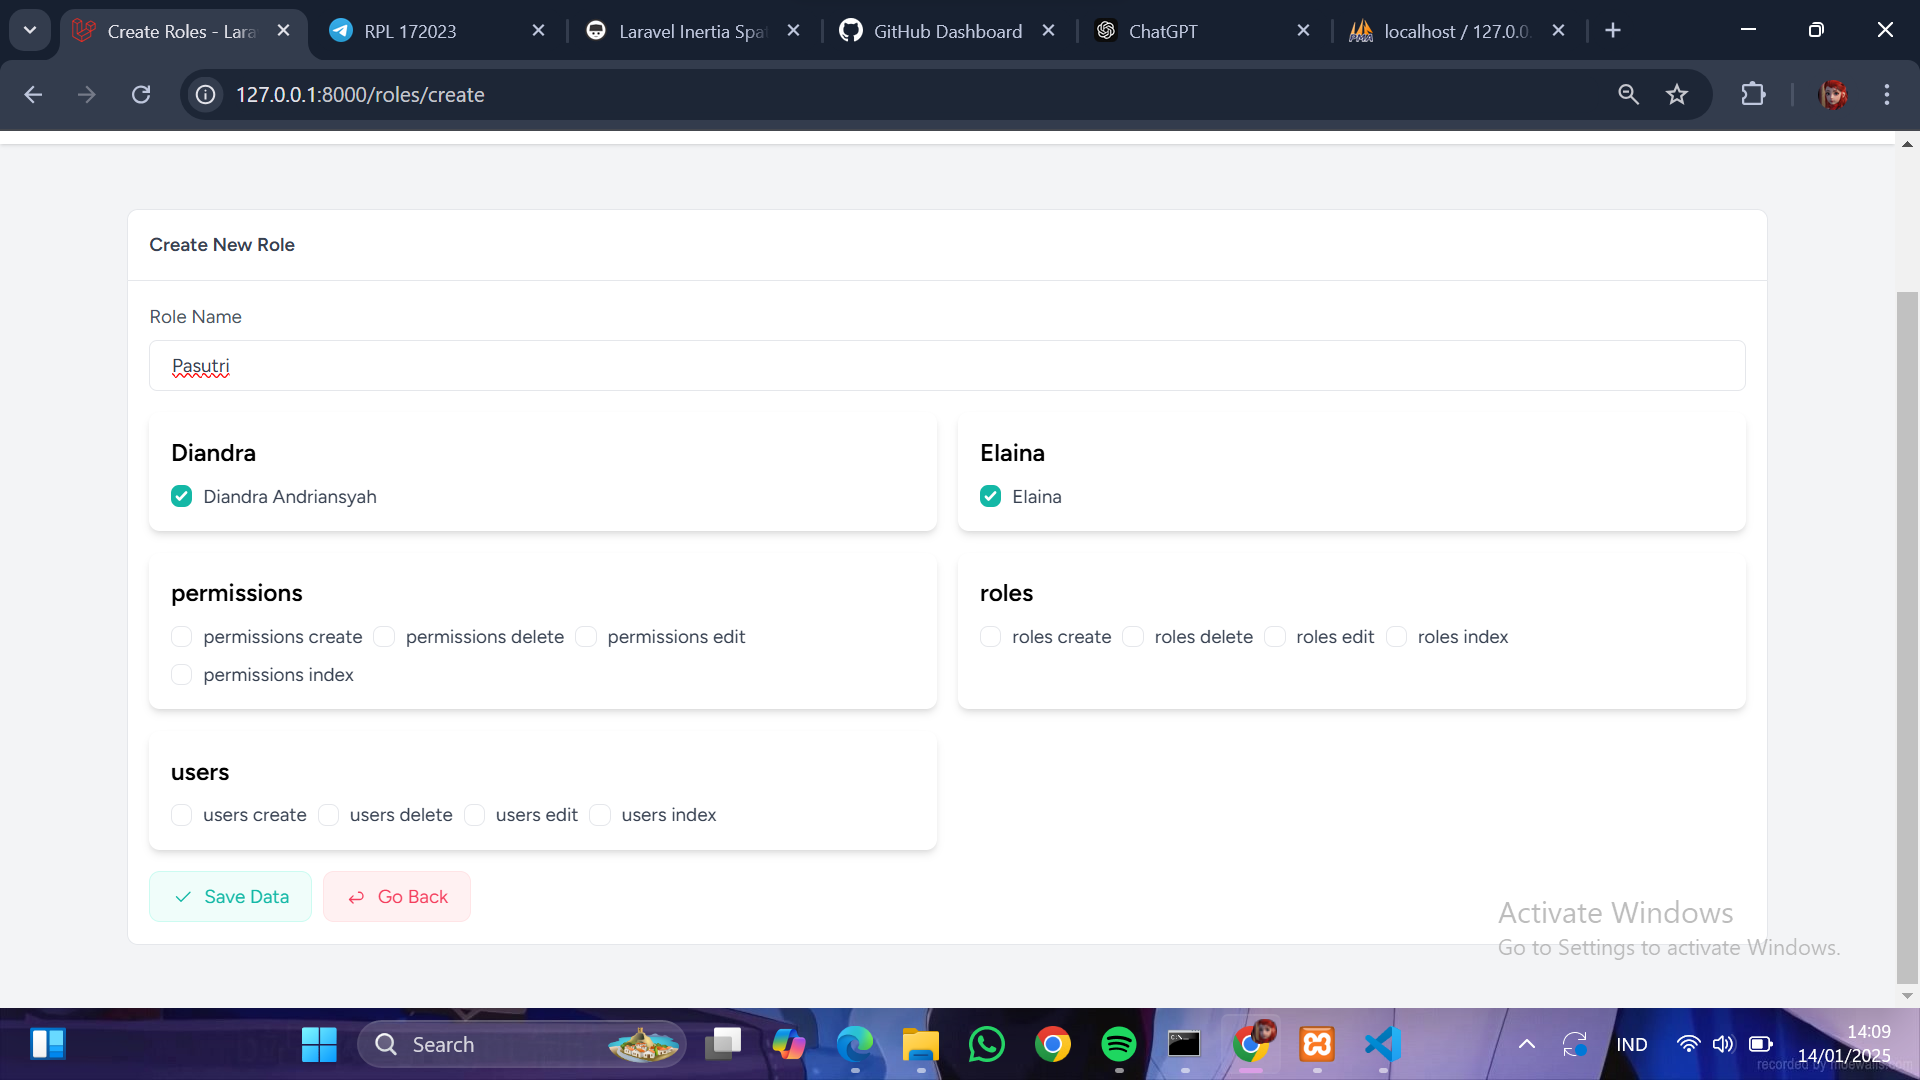 Create Roles - Lara
RPL 172023
Laravel Inertia Spa
GitHub Dashboard
ChatGPT
localhost / 127.0.0.
127.0.0.1:8000/roles/create
Create New Role
Role Name
Pasutri
Diandra
Diandra Andriansyah
Elaina
Elaina
permissions
permissions create permissions delete permissions edit
permissions index
roles
roles create roles delete roles edit roles index
users
users create users delete users edit users index
Save Data
Go Back
Activate Windows
Go to Settings to activate Windows.
Search
IND
14:09
14/01/2025
recorded by moewalls.com